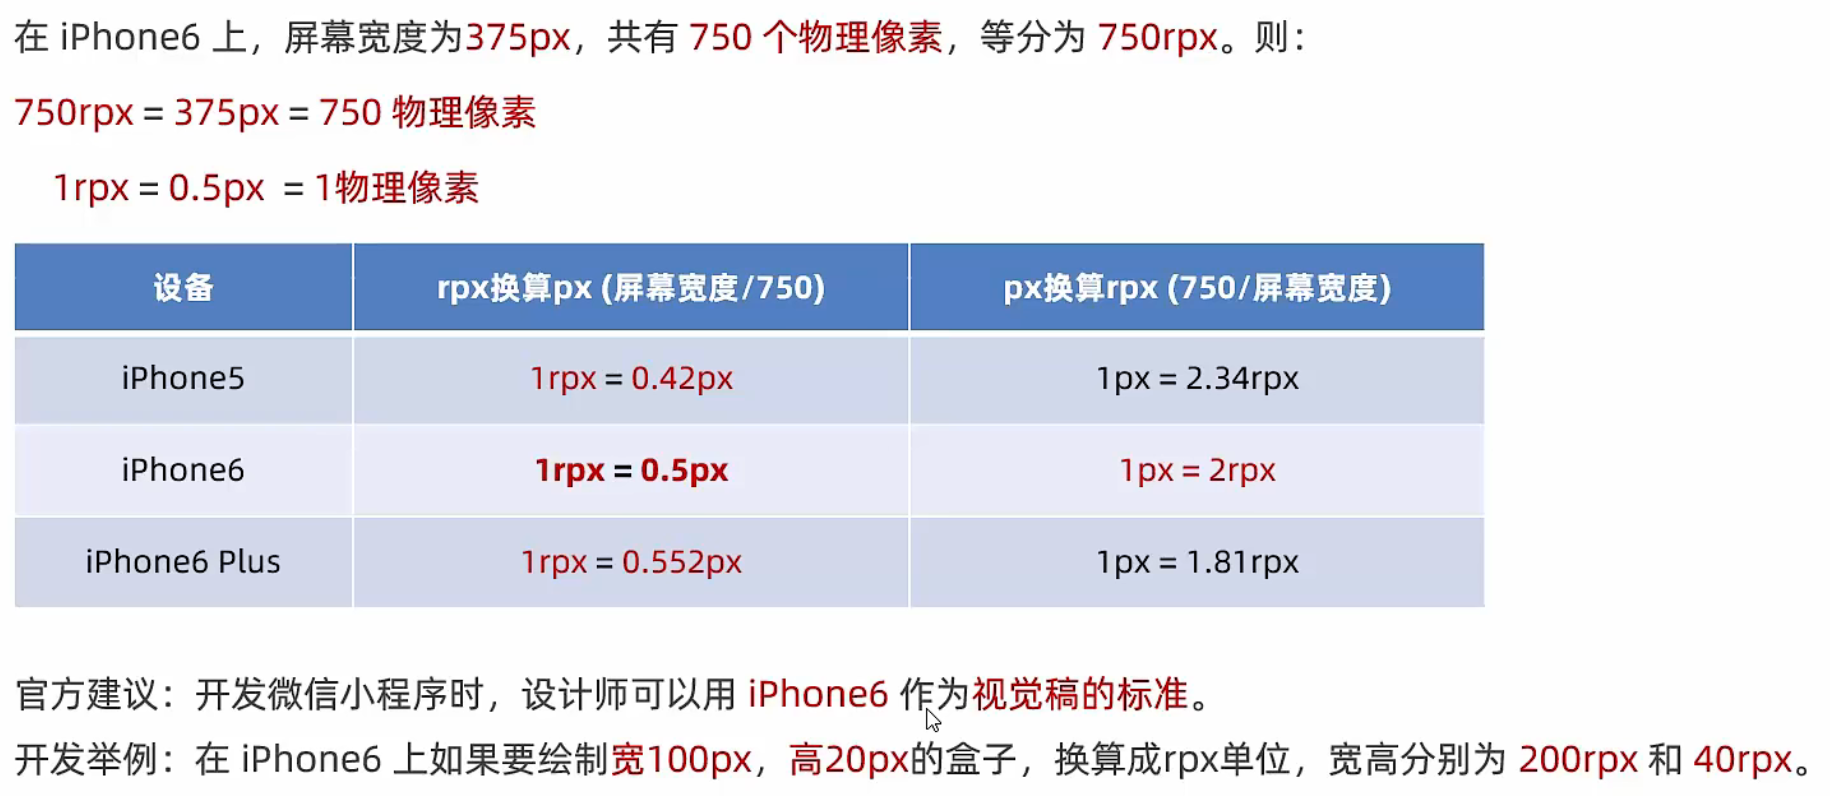 在 iPhone6 上，屏幕宽度为375px，共有 750 个物理像素，等分为 750rpx。则：
750rpx = 375px = 750 物理像素
1rpx = 0.5px = 1物理像素
设备 rpx换算px (屏幕宽度/750) px换算rpx (750/屏幕宽度)
iPhone5 1rpx = 0.42px 1px = 2.34rpx
iPhone6 1rpx = 0.5px 1px = 2rpx
iPhone6 Plus 1rpx = 0.552px 1px = 1.81rpx
官方建议：开发微信小程序时，设计师可以用 iPhone6 作为视觉稿的标准。
开发举例：在 iPhone6 上如果要绘制宽100px，高20px的盒子，换算成rpx单位，宽高分别为 200rpx 和 40rpx。